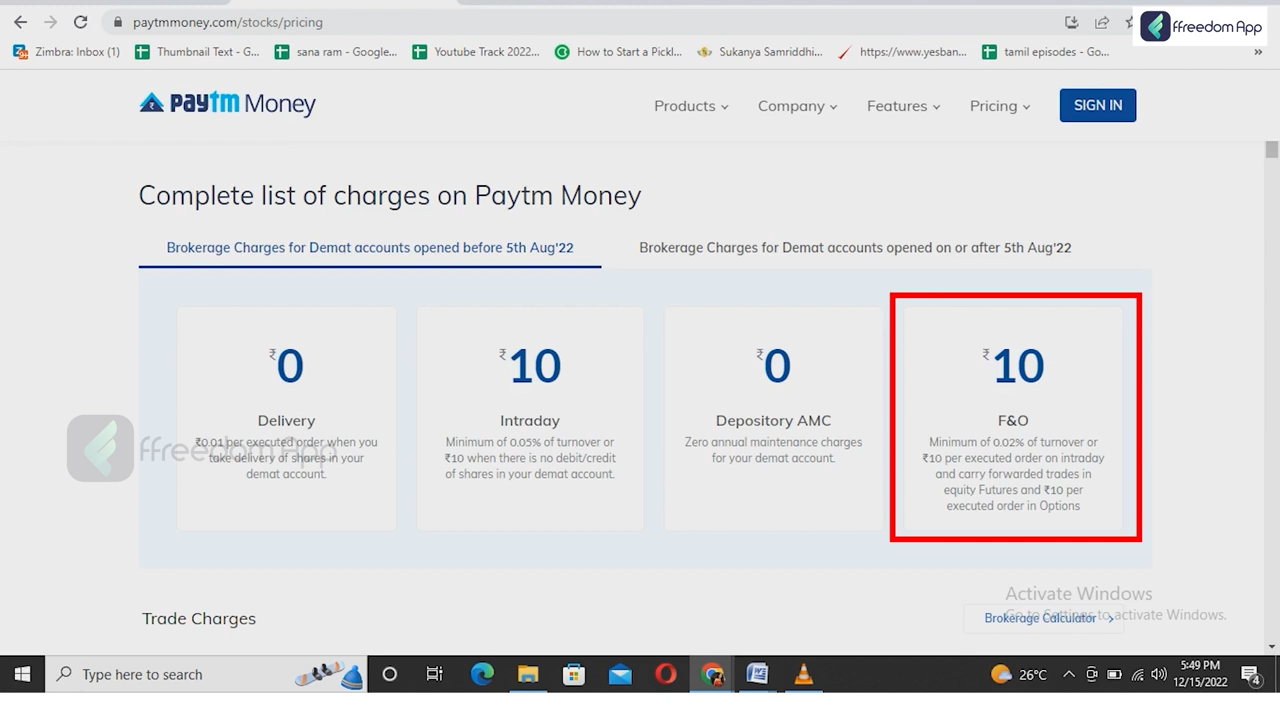 paytmmoney.com/stocks/pricing
ffreedom App
Zimbra: Inbox (1) Thumbnail Text - G... sana ram - Google... Youtube Track 2022... How to Start a Pickl... Sukanya Samriddhi... https://www.yesban... tamil episodes - Go... »
paytm Money Products Company Features Pricing SIGN IN
Complete list of charges on Paytm Money
Brokerage Charges for Demat accounts opened before 5th Aug'22 Brokerage Charges for Demat accounts opened on or after 5th Aug'22
₹0
Delivery
₹0.01 per executed order when you
take delivery of shares in your
demat account.
₹10
Intraday
Minimum of 0.05% of turnover or
₹10 when there is no debit/credit
of shares in your demat account.
₹0
Depository AMC
Zero annual maintenance charges
for your demat account.
₹10
F&O
Minimum of 0.02% of turnover or
₹10 per executed order on intraday
and carry forwarded trades in
equity Futures and ₹10 per
executed order in Options
ffreedom App
Trade Charges
Brokerage Calculator >
Activate Windows
Go to Settings to activate Windows.
Type here to search
26°C
5:49 PM
12/15/2022
4